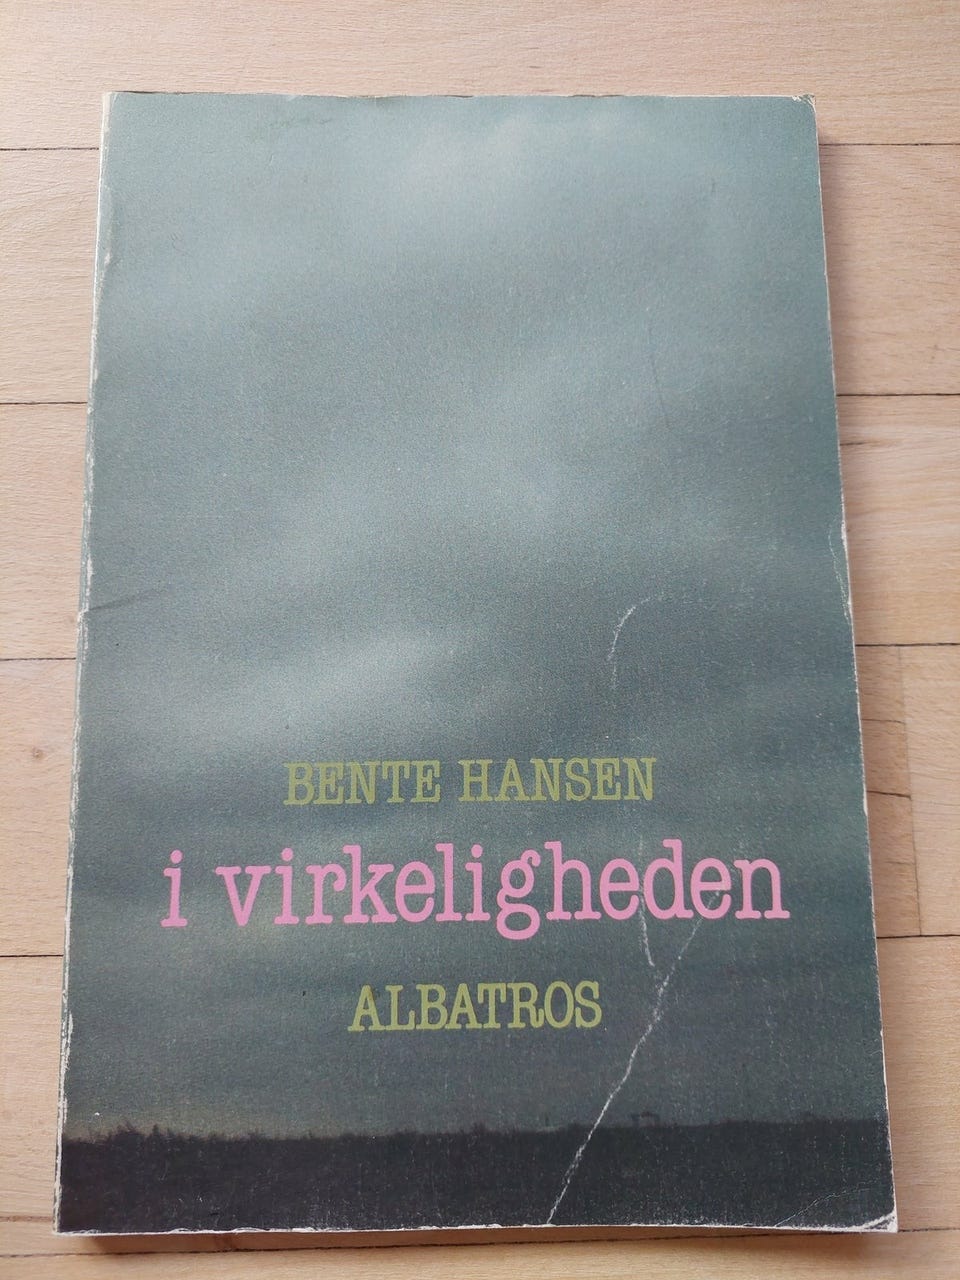 BENTE HANSEN
i virkeligheden
ALBATROS